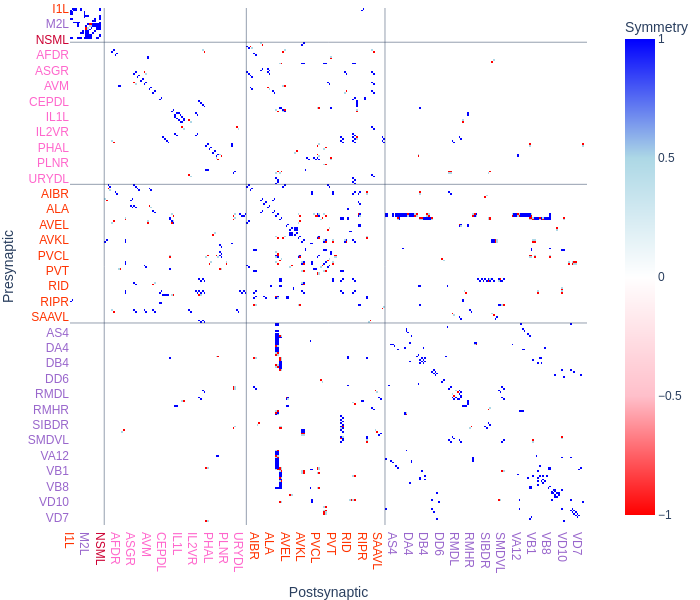 Symmetry
I1L
M2L
NSML
AFDR
ASGR
AVM
CEPDL
IL1L
IL2VR
PHAL
PLNR
URYDL
AIBR
ALA
AVEL
AVKL
PVCL
PVT
RID
RIPR
SAAVL
AS4
DA4
DB4
DD6
RMDL
RMHR
SIBDR
SMDVL
VA12
VB1
VB8
VD10
VD7
Presynaptic
I1L M2L NSML AFDR ASGR AVM CEPDL IL1L IL2VR PHAL PLNR URYDL AIBR ALA AVEL AVKL PVCL PVT RID RIPR SAAVL AS4 DA4 DB4 DD6 RMDL RMHR SIBDR SMDVL VA12 VB1 VB8 VD10 VD7
Postsynaptic
1
0.5
0
−0.5
−1